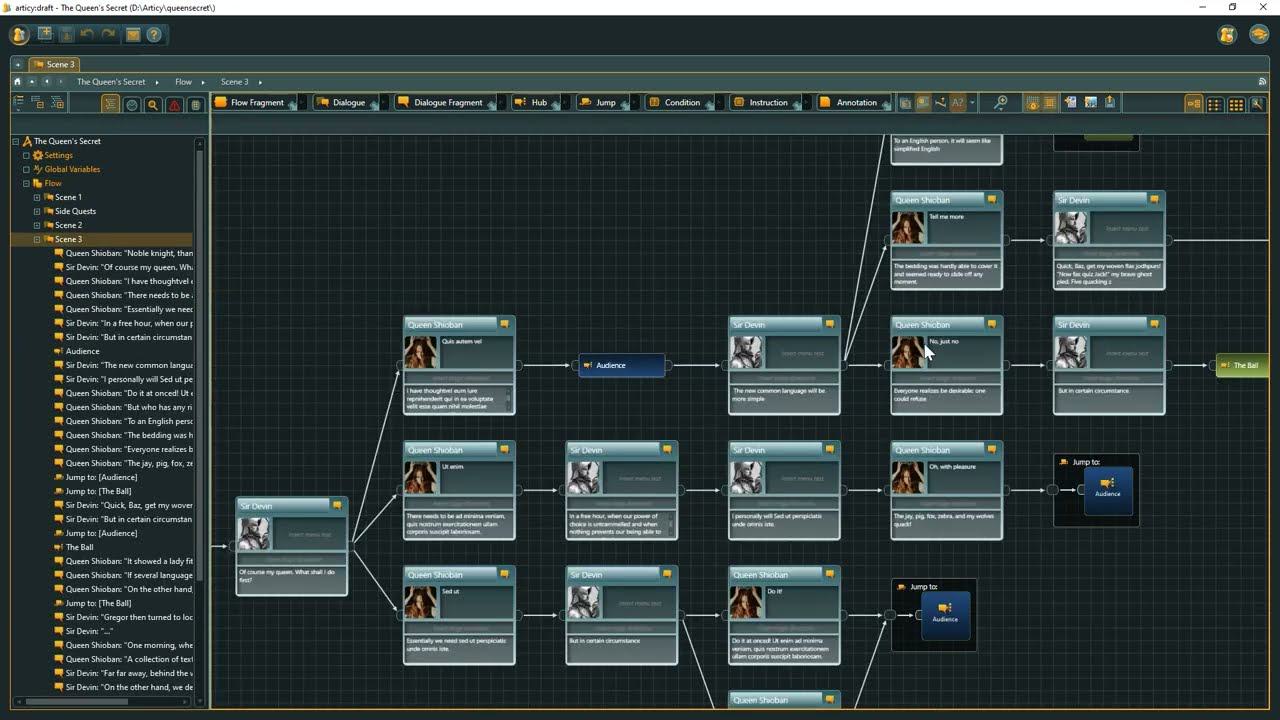 articy:draft - The Queen's Secret (D:\Articy\queensecret\)
Scene 3
The Queen's Secret
Flow
Scene 3
Flow Fragment
Dialogue
Dialogue Fragment
Hub
Jump
Condition
Instruction
Annotation
The Queen's Secret
Settings
Global Variables
Flow
Scene 1
Side Quests
Scene 2
Scene 3
Queen Shioban: "Noble knight, than
Sir Devin: "Of course my queen. Wha
Queen Shioban: "I have thoughtvel e
Queen Shioban: "There needs to be a
Queen Shioban: "Essentially we need
Sir Devin: "In a free hour, when our p
Sir Devin: "But in certain circumstan
Audience
Sir Devin: "The new common langua
Sir Devin: "I personally will Sed ut pe
Queen Shioban: "Do it at onced! Ut e
Queen Shioban: "But who has any ri
Queen Shioban: "To an English perso
Queen Shioban: "The bedding was h
Queen Shioban: "Everyone realizes b
Queen Shioban: "The jay, pig, fox, ze
Jump to: [Audience]
Jump to: [The Ball]
Sir Devin: "Quick, Baz, get my wover
Sir Devin: "But in certain circumstan
Jump to: [Audience]
The Ball
Queen Shioban: "It showed a lady fit
Queen Shioban: "If several language
Queen Shioban: "On the other hand,
Jump to: [The Ball]
Sir Devin: "Gregor then turned to loo
Sir Devin: "..."
Queen Shioban: "One morning, whe
Queen Shioban: "A collection of text
Sir Devin: "Far far away, behind the w
Sir Devin: "On the other hand, we de
To an English person, it will seem like
simplified English
Queen Shioban
Tell me more
The bedding was hardly able to cover it
and seemed ready to slide off any
moment.
Sir Devin
Insert menu text
Quick, Baz, get my woven flax jodhpurs!
"Now fax quiz Jack!" my brave ghost
pled. Five quacking z
Queen Shioban
Quis autem vel
I have thoughtvel eum iure
reprehenderit qui in ea voluptate
velit esse quam nihil molestiae
Audience
Sir Devin
Insert menu text
The new common language will be
more simple
Queen Shioban
No, just no
Everyone realizes be desirable: one
could refuse
Sir Devin
Insert menu text
But in certain circumstance.
The Ball
Queen Shioban
Ut enim
There needs to be ad minima veniam,
quis nostrum exercitationem ullam
corporis suscipit laboriosam.
Sir Devin
Insert menu text
In a free hour, when our power of
choice is untrammelled and when
nothing prevents our being able to
Sir Devin
Insert menu text
I personally will Sed ut perspiciatis
unde omnis iste.
Queen Shioban
Oh, with pleasure
The jay, pig, fox, zebra, and my wolves
quack!
Jump to:
Audience
Sir Devin
Insert menu text
Of course my queen. What shall I do
first?
Queen Shioban
Sed ut
Essentially we need sed ut perspiciatis
unde omnis iste.
Sir Devin
Insert menu text
But in certain circumstance
Queen Shioban
Do it!
Do it at onced! Ut enim ad minima
veniam, quis nostrum exercitationem
ullam corporis suscipit laboriosam.
Jump to:
Audience
Queen Shioban